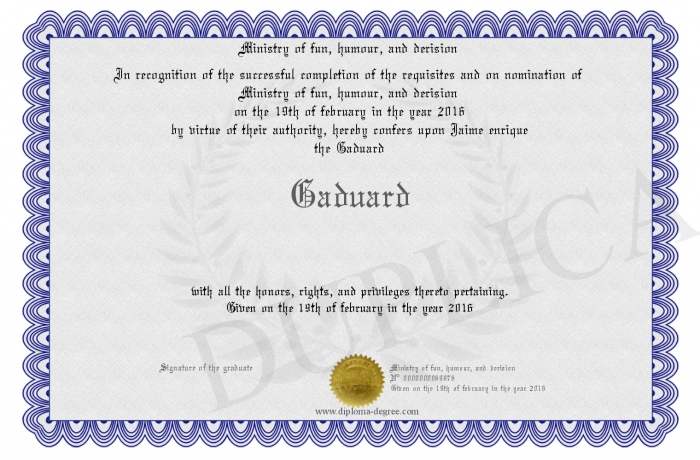 Ministry of fun, humour, and derision
In recognition of the successful completion of the requisites and on nomination of
Ministry of fun, humour, and derision
on the 19th of february in the year 2016
by virtue of their authority, hereby confers upon Jaime enrique
the Gaduard
Gaduard
with all the honors, rights, and privileges thereto pertaining.
Given on the 19th of february in the year 2016
Signature of the graduate
Ministry of fun, humour, and derision
Given on the 19th of february in the year 2016
www.diploma-degree.com
DUPLICA